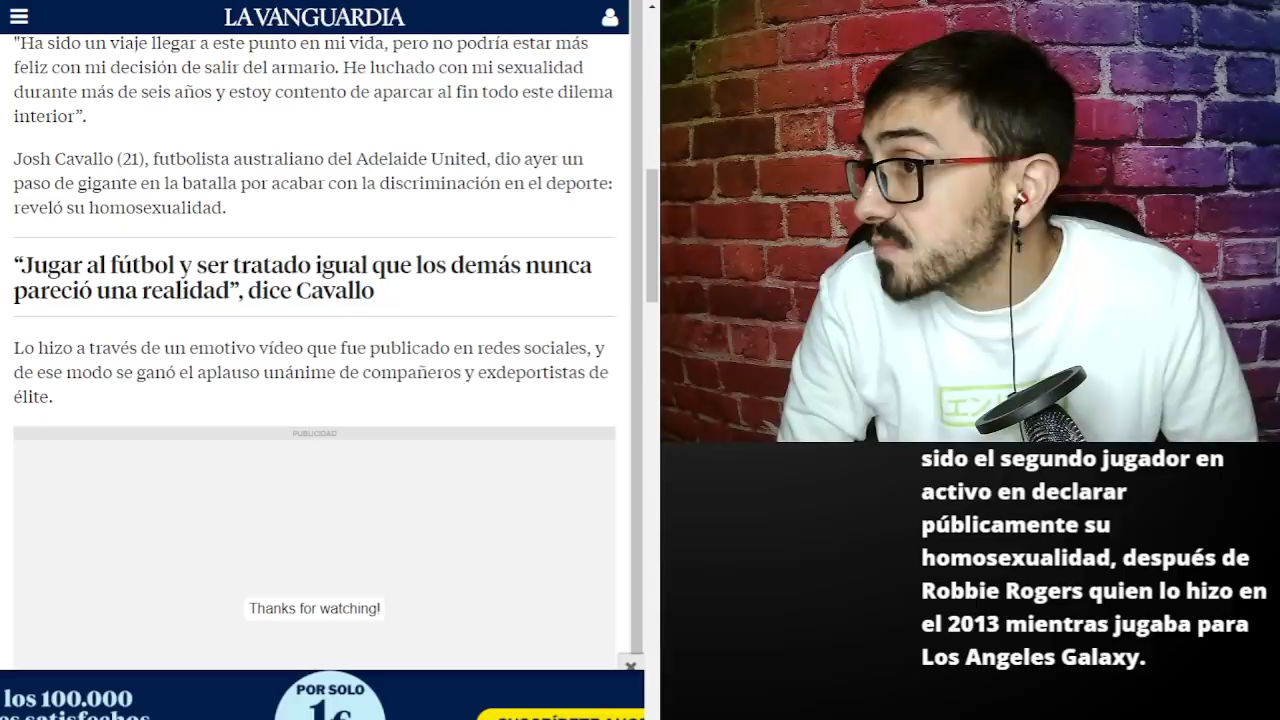 LA VANGUARDIA
"Ha sido un viaje llegar a este punto en mi vida, pero no podría estar más
feliz con mi decisión de salir del armario. He luchado con mi sexualidad
durante más de seis años y estoy contento de aparcar al fin todo este dilema
interior”.
Josh Cavallo (21), futbolista australiano del Adelaide United, dio ayer un
paso de gigante en la batalla por acabar con la discriminación en el deporte:
reveló su homosexualidad.
“Jugar al fútbol y ser tratado igual que los demás nunca
pareció una realidad”, dice Cavallo
Lo hizo a través de un emotivo vídeo que fue publicado en redes sociales, y
de ese modo se ganó el aplauso unánime de compañeros y exdeportistas de
élite.
PUBLICIDAD
Thanks for watching!
los 100.000
POR SOLO
1€
エン
sido el segundo jugador en
activo en declarar
públicamente su
homosexualidad, después de
Robbie Rogers quien lo hizo en
el 2013 mientras jugaba para
Los Angeles Galaxy.